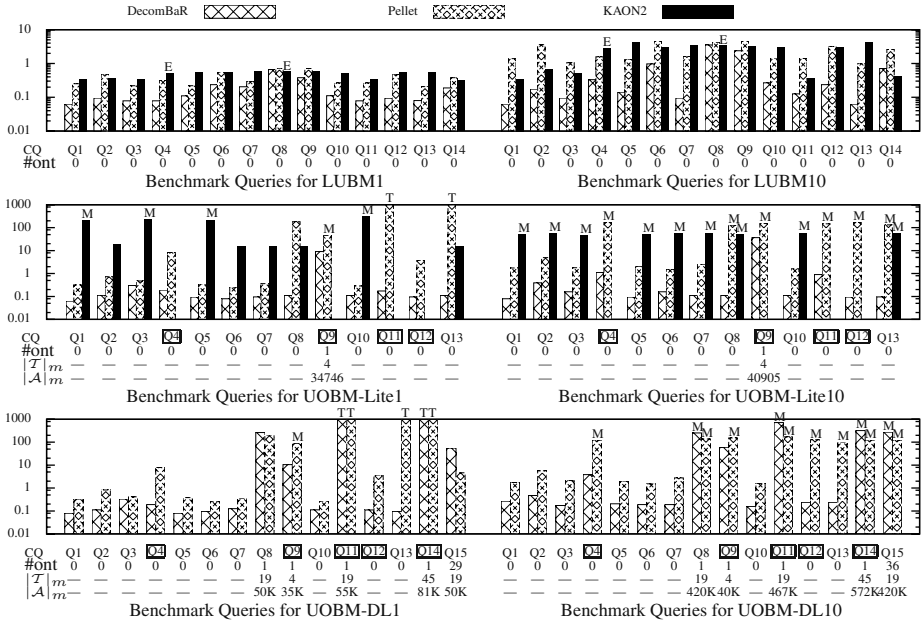 DecomBaR Pellet KAON2
10
1
0.1
0.01
E E E E
CQ Q1 Q2 Q3 Q4 Q5 Q6 Q7 Q8 Q9 Q10 Q11 Q12 Q13 Q14 Q1 Q2 Q3 Q4 Q5 Q6 Q7 Q8 Q9 Q10 Q11 Q12 Q13 Q14
#ont 0 0 0 0 0 0 0 0 0 0 0 0 0 0 0 0 0 0 0 0 0 0 0 0 0 0 0 0
Benchmark Queries for LUBM1 Benchmark Queries for LUBM10
T T
1000
100
10
1
0.1
0.01
M M M M M M M M M M M M M M M M M M M M
CQ Q1 Q2 Q3 Q4 Q5 Q6 Q7 Q8 Q9 Q10 Q11 Q12 Q13 Q1 Q2 Q3 Q4 Q5 Q6 Q7 Q8 Q9 Q10 Q11 Q12 Q13
#ont 0 0 0 0 0 0 0 0 1 0 0 0 0 0 0 0 0 0 0 0 0 1 0 0 0 0
|T|m — — — — — — — — 4 — — — — — — — — — — — — 4 — — — —
|A|m — — — — — — — — 34746 — — — — — — — — — — — — 40905 — — — —
Benchmark Queries for UOBM-Lite1 Benchmark Queries for UOBM-Lite10
TT T TT
1000
100
10
1
0.1
0.01
M M M M M M M M M M M M M M M M
CQ Q1 Q2 Q3 Q4 Q5 Q6 Q7 Q8 Q9 Q10 Q11 Q12 Q13 Q14 Q15 Q1 Q2 Q3 Q4 Q5 Q6 Q7 Q8 Q9 Q10 Q11 Q12 Q13 Q14 Q15
#ont 0 0 0 0 0 0 0 1 1 0 1 0 0 1 29 0 0 0 0 0 0 0 1 1 0 1 0 0 1 36
|T|m — — — — — — — 19 4 — 19 — — 45 19 — — — — — — — 19 4 — 19 — — 45 19
|A|m — — — — — — — 50K 35K — 55K — — 81K 50K — — — — — — — 420K 40K — 467K — — 572K 420K
Benchmark Queries for UOBM-DL1 Benchmark Queries for UOBM-DL10